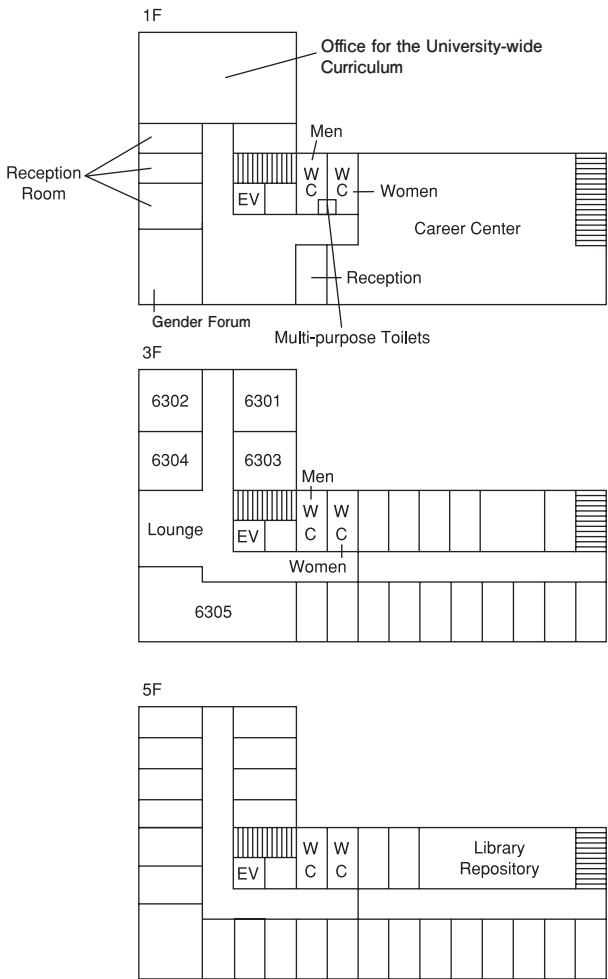 1F
Office for the University-wide
Curriculum
Men
Reception
Room
W
C
W
C
Women
EV
Career Center
Reception
Gender Forum
Multi-purpose Toilets
3F
6302
6301
6304
6303
Men
Lounge
W
C
W
C
EV
Women
6305
5F
W
C
W
C
EV
Library
Repository